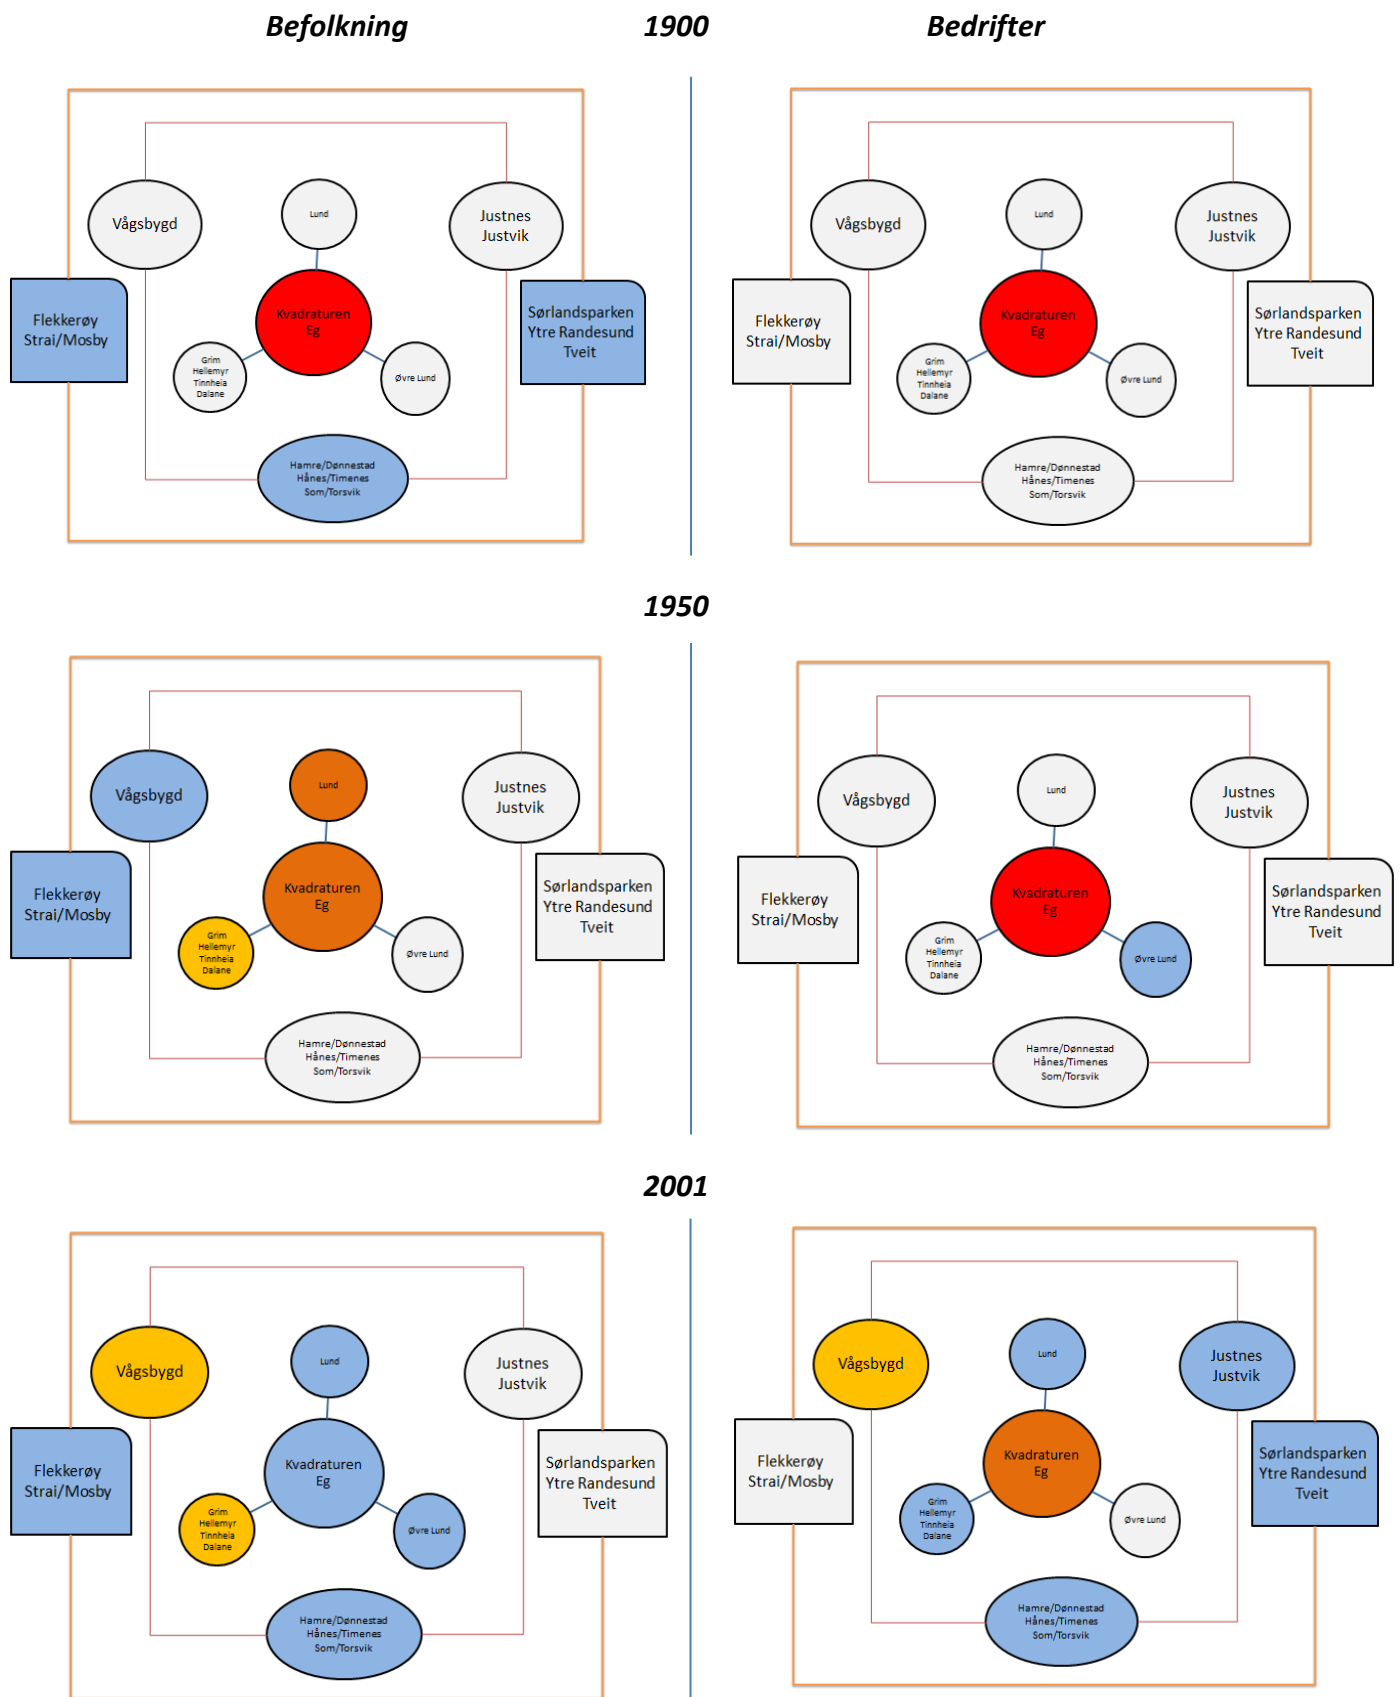 Befolkning 1900 Bedrifter
Lund
Vågsbygd
Justnes
Justvik
Kvadraturen
Eg
Flekkerøy
Strai/Mosby
Sørlandsparken
Ytre Randesund
Tveit
Grim
Hellemyr
Tinnheia
Dalane
Øvre Lund
Hamre/Dønnestad
Hånes/Timenes
Som/Torsvik
Lund
Vågsbygd
Justnes
Justvik
Kvadraturen
Eg
Flekkerøy
Strai/Mosby
Sørlandsparken
Ytre Randesund
Tveit
Grim
Hellemyr
Tinnheia
Dalane
Øvre Lund
Hamre/Dønnestad
Hånes/Timenes
Som/Torsvik
1950
Lund
Vågsbygd
Justnes
Justvik
Kvadraturen
Eg
Flekkerøy
Strai/Mosby
Sørlandsparken
Ytre Randesund
Tveit
Grim
Hellemyr
Tinnheia
Dalane
Øvre Lund
Hamre/Dønnestad
Hånes/Timenes
Som/Torsvik
Lund
Vågsbygd
Justnes
Justvik
Kvadraturen
Eg
Flekkerøy
Strai/Mosby
Sørlandsparken
Ytre Randesund
Tveit
Grim
Hellemyr
Tinnheia
Dalane
Øvre Lund
Hamre/Dønnestad
Hånes/Timenes
Som/Torsvik
2001
Lund
Vågsbygd
Justnes
Justvik
Kvadraturen
Eg
Flekkerøy
Strai/Mosby
Sørlandsparken
Ytre Randesund
Tveit
Grim
Hellemyr
Tinnheia
Dalane
Øvre Lund
Hamre/Dønnestad
Hånes/Timenes
Som/Torsvik
Lund
Vågsbygd
Justnes
Justvik
Kvadraturen
Eg
Flekkerøy
Strai/Mosby
Sørlandsparken
Ytre Randesund
Tveit
Grim
Hellemyr
Tinnheia
Dalane
Øvre Lund
Hamre/Dønnestad
Hånes/Timenes
Som/Torsvik